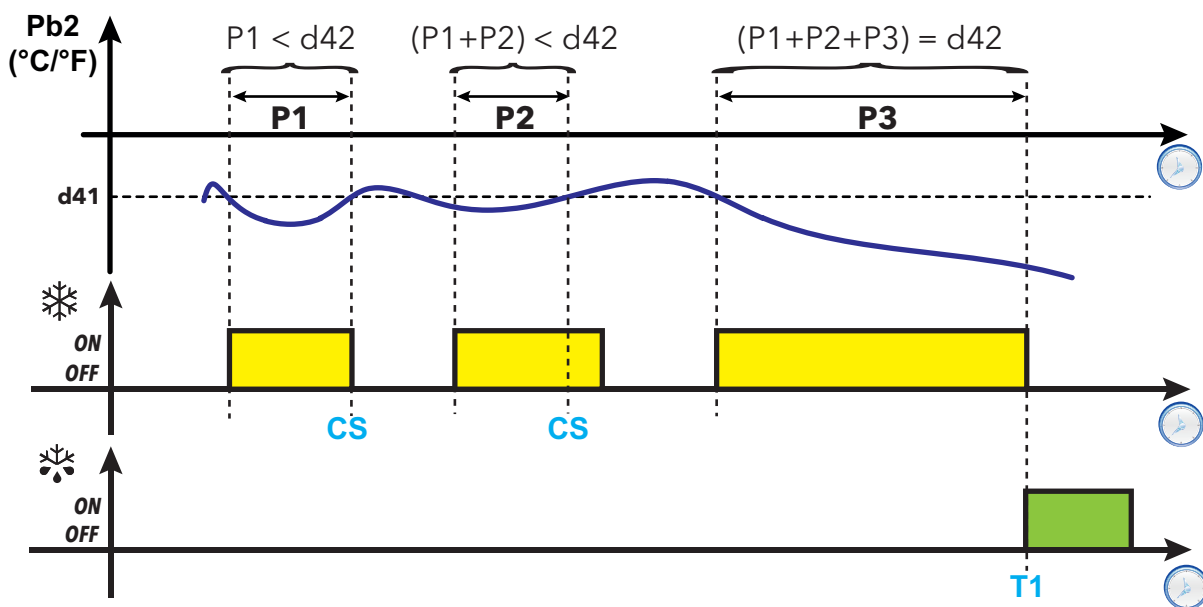 Pb2
(°C/°F)
P1 < d42
(P1+P2) < d42
(P1+P2+P3) = d42
P1
P2
P3
d41
ON
OFF
CS
CS
ON
OFF
T1